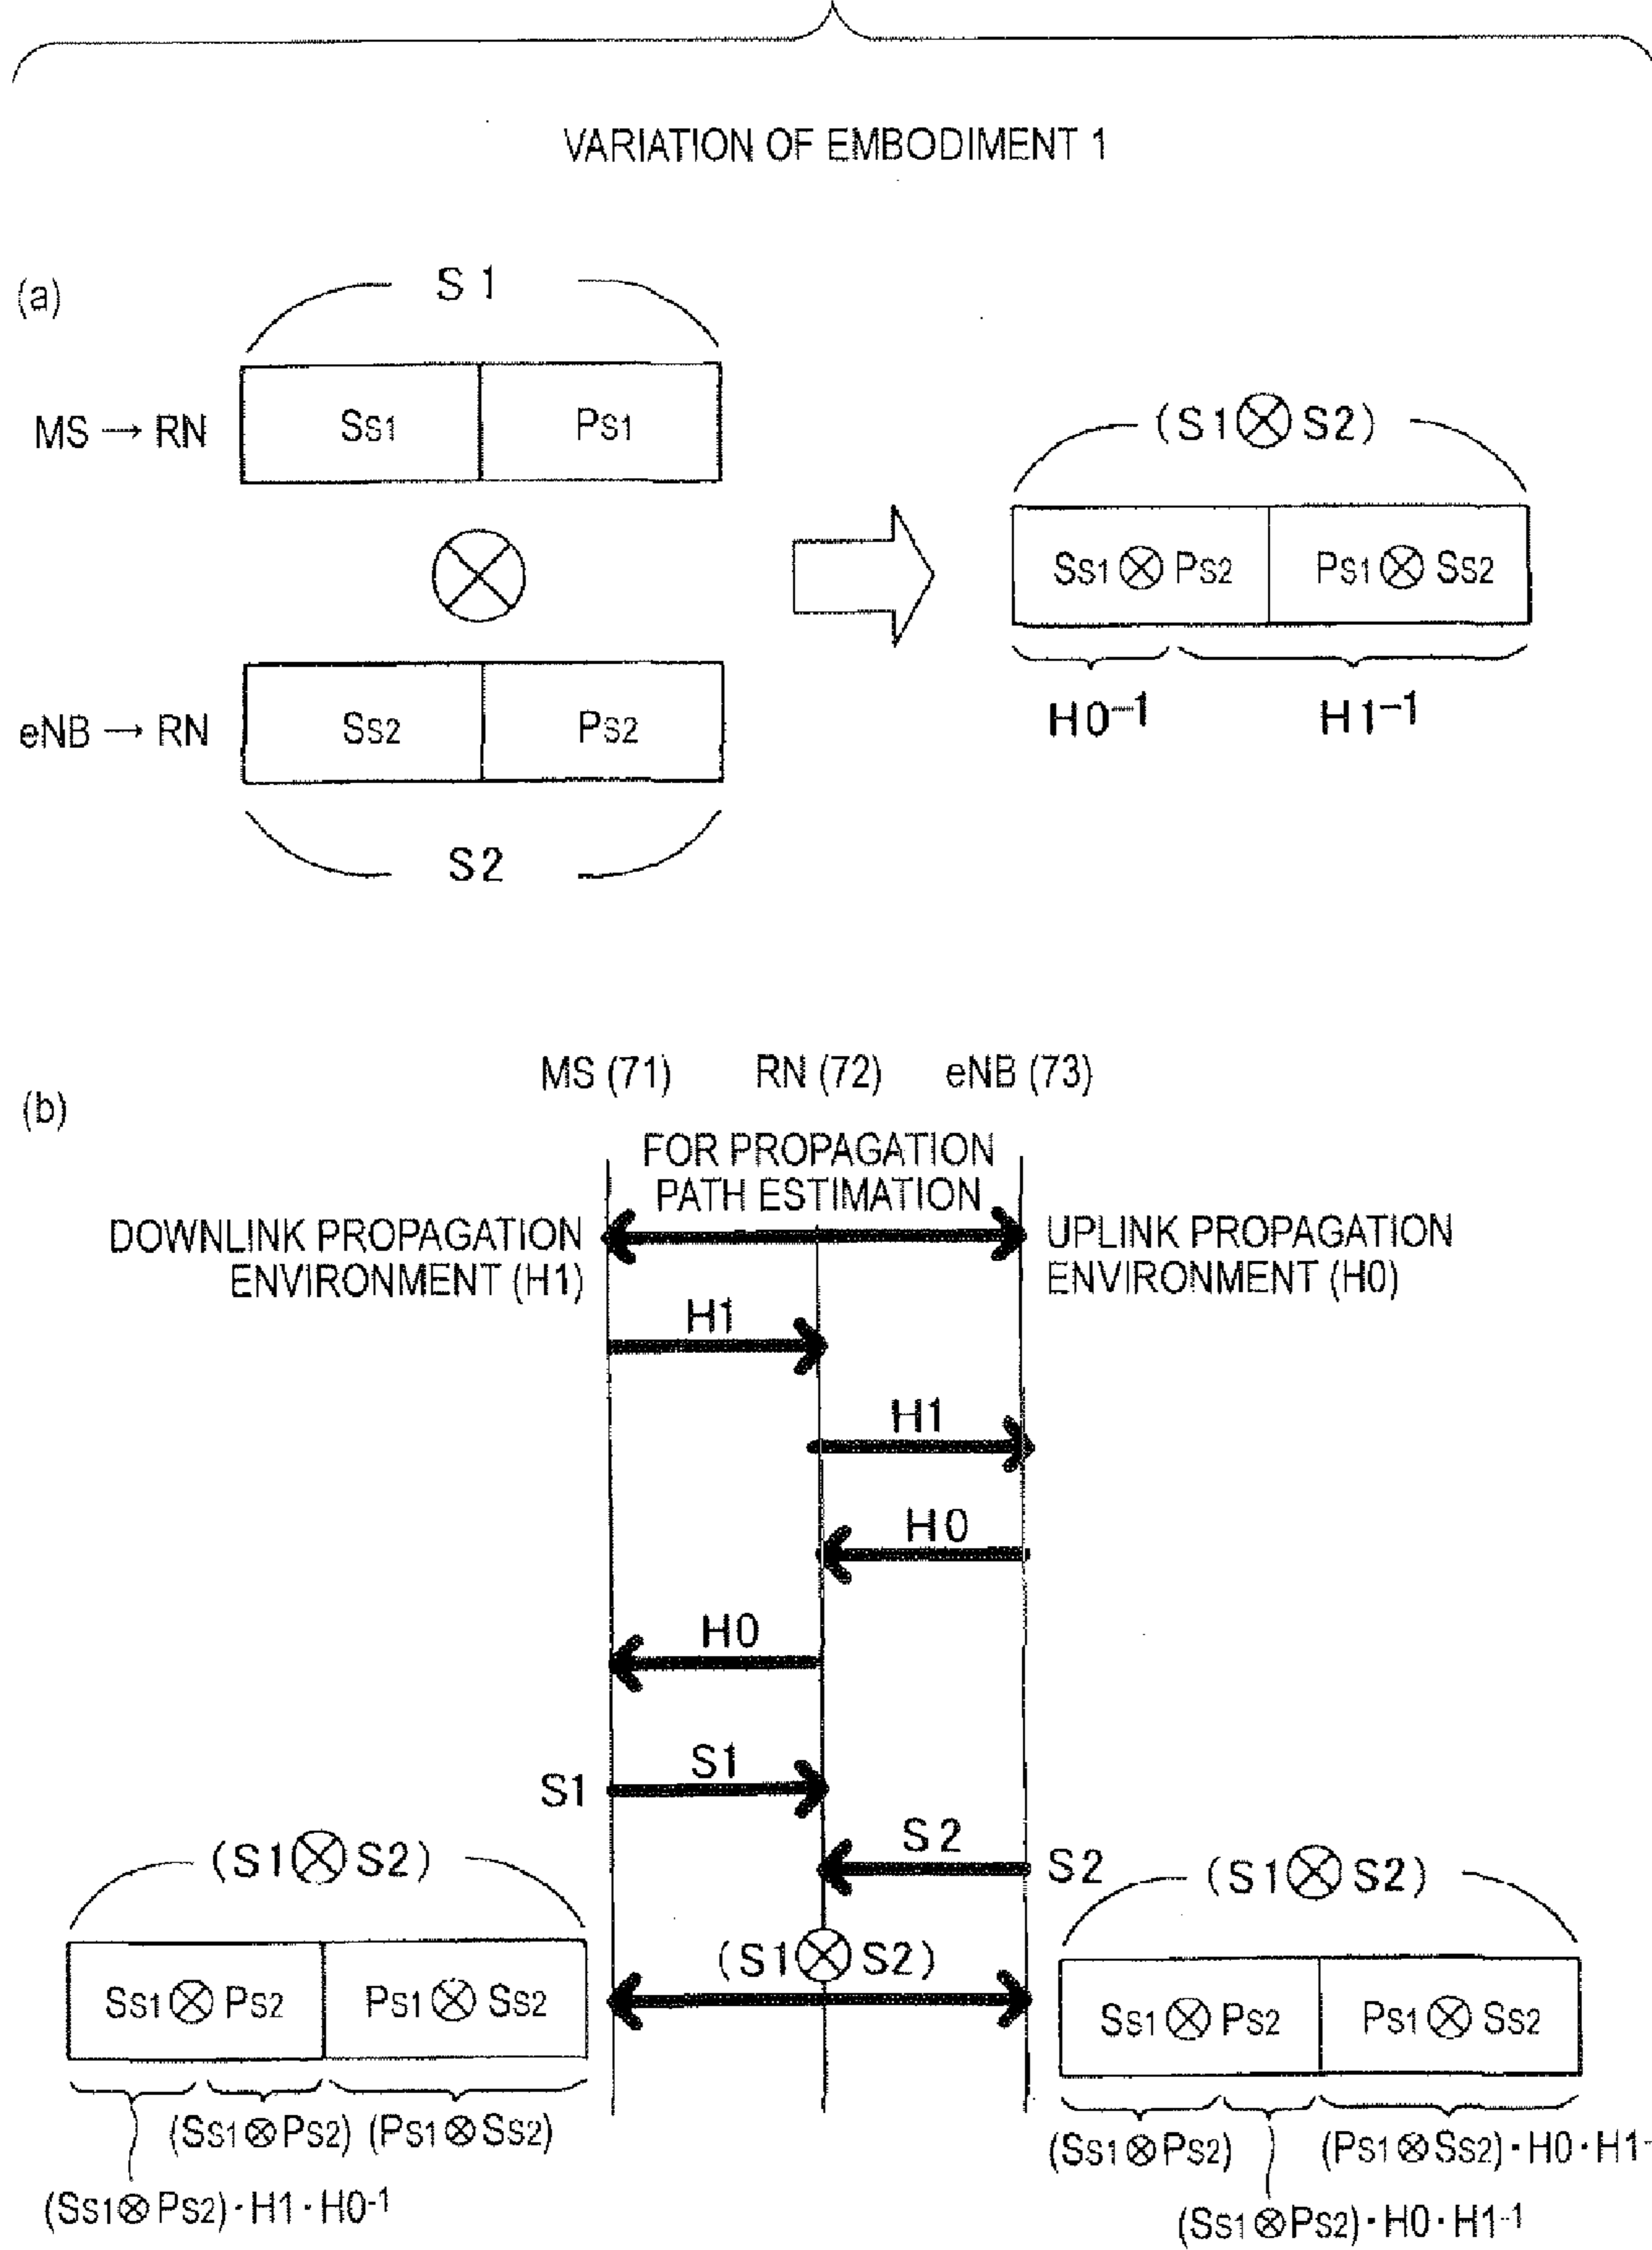 VARIATION OF EMBODIMENT 1
(a)
S1
MS → RN
Ss1
Ps1
⊗
eNB → RN
Ss2
Ps2
S2
(S1⊗S2)
Ss1⊗Ps2
Ps1⊗Ss2
H0⁻¹
H1⁻¹
(b)
MS (71)
RN (72)
eNB (73)
FOR PROPAGATION
PATH ESTIMATION
DOWNLINK PROPAGATION
ENVIRONMENT (H1)
UPLINK PROPAGATION
ENVIRONMENT (H0)
H1
H1
H0
H0
S1
S1
S2
S2
(S1⊗S2)
(S1⊗S2)
Ss1⊗Ps2
Ps1⊗Ss2
(Ss1⊗Ps2)
(Ps1⊗Ss2)
(Ss1⊗Ps2)·H1·H0⁻¹
(S1⊗S2)
Ss1⊗Ps2
Ps1⊗Ss2
(Ss1⊗Ps2)
(Ps1⊗Ss2)·H0·H1⁻
(Ss1⊗Ps2)·H0·H1⁻¹